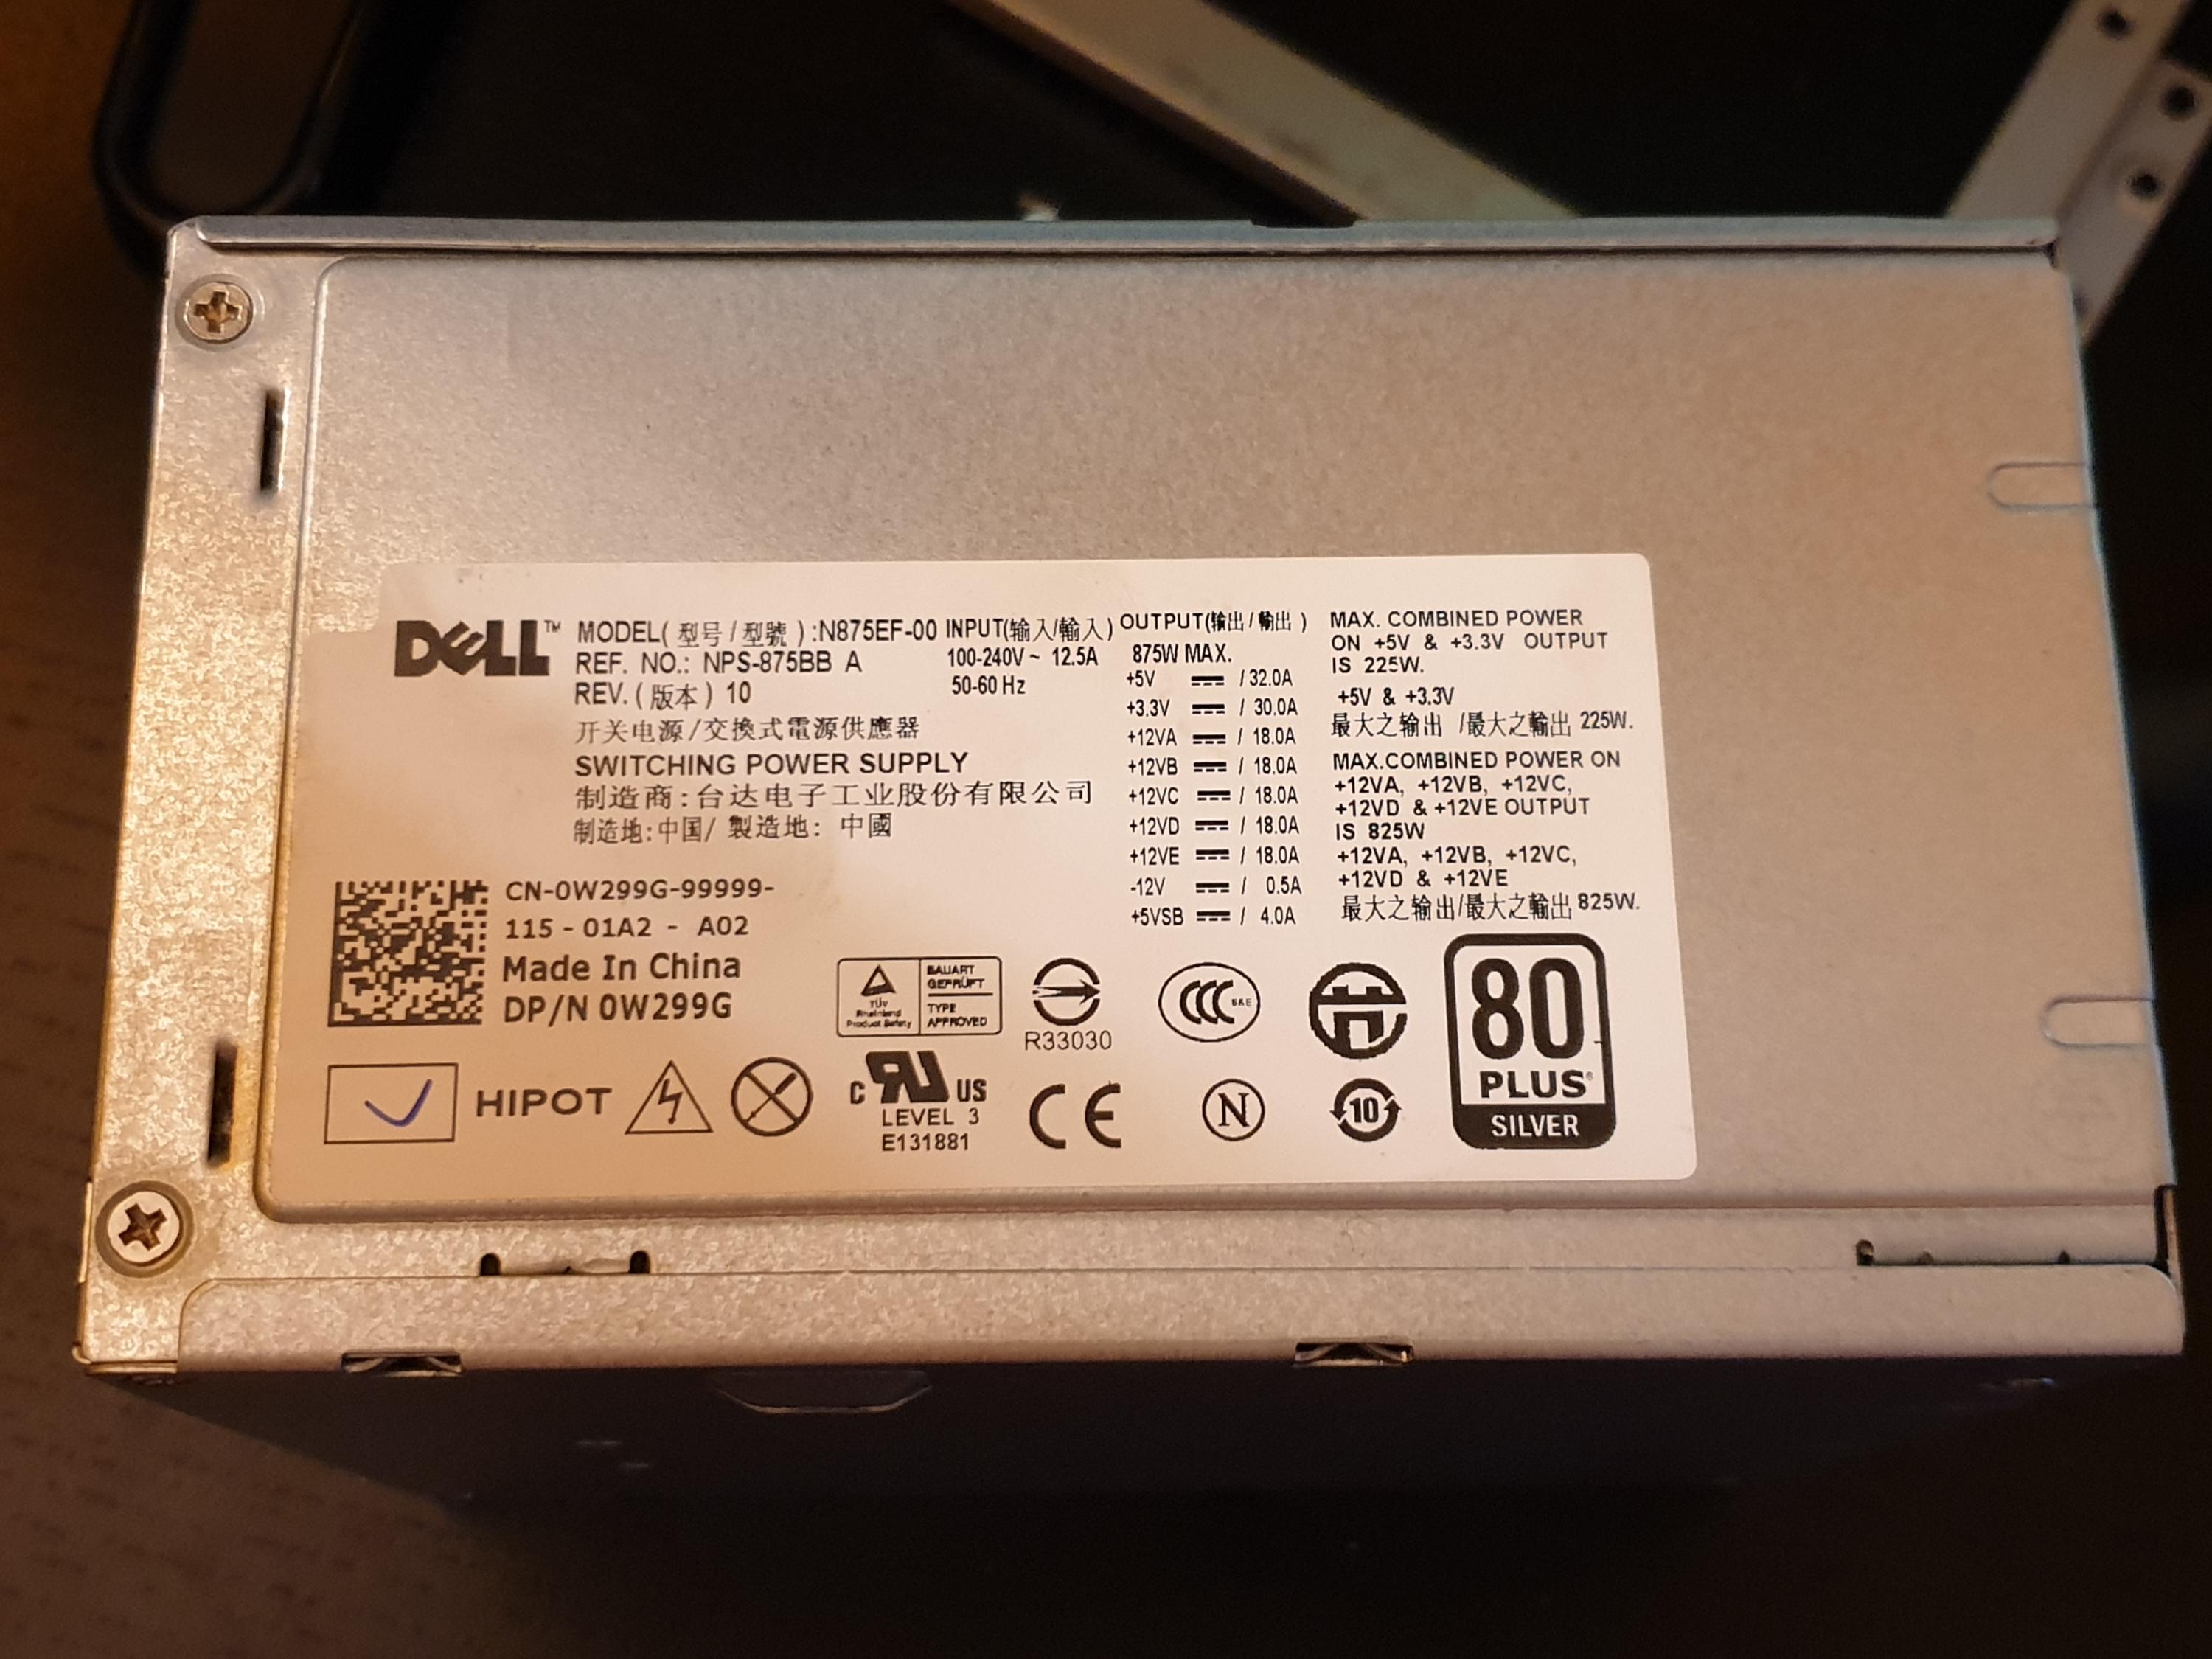 DELL™
MODEL(型号/型號):N875EF-00
REF. NO.: NPS-875BB A
REV.(版本) 10
开关电源/交換式電源供應器
SWITCHING POWER SUPPLY
制造商:台达电子工业股份有限公司
制造地:中国/ 製造地: 中國
INPUT(输入/輸入)
100-240V ~ 12.5A
50-60 Hz
OUTPUT(输出/輸出)
875W MAX.
+5V ⎓ / 32.0A
+3.3V ⎓ / 30.0A
+12VA ⎓ / 18.0A
+12VB ⎓ / 18.0A
+12VC ⎓ / 18.0A
+12VD ⎓ / 18.0A
+12VE ⎓ / 18.0A
-12V ⎓ / 0.5A
+5VSB ⎓ / 4.0A
MAX. COMBINED POWER
ON +5V & +3.3V OUTPUT
IS 225W.
+5V & +3.3V
最大之输出 /最大之輸出 225W.
MAX.COMBINED POWER ON
+12VA, +12VB, +12VC,
+12VD & +12VE OUTPUT
IS 825W
+12VA, +12VB, +12VC,
+12VD & +12VE
最大之输出/最大之輸出 825W.
CN-0W299G-99999-
115 - 01A2 - A02
Made In China
DP/N 0W299G
TÜV
Rheinland
Product Safety
BAUART
GEPRÜFT
TYPE
APPROVED
R33030
CCC
S&E
80
PLUS®
SILVER
HIPOT
C RU US
LEVEL 3
E131881
CE
N
10